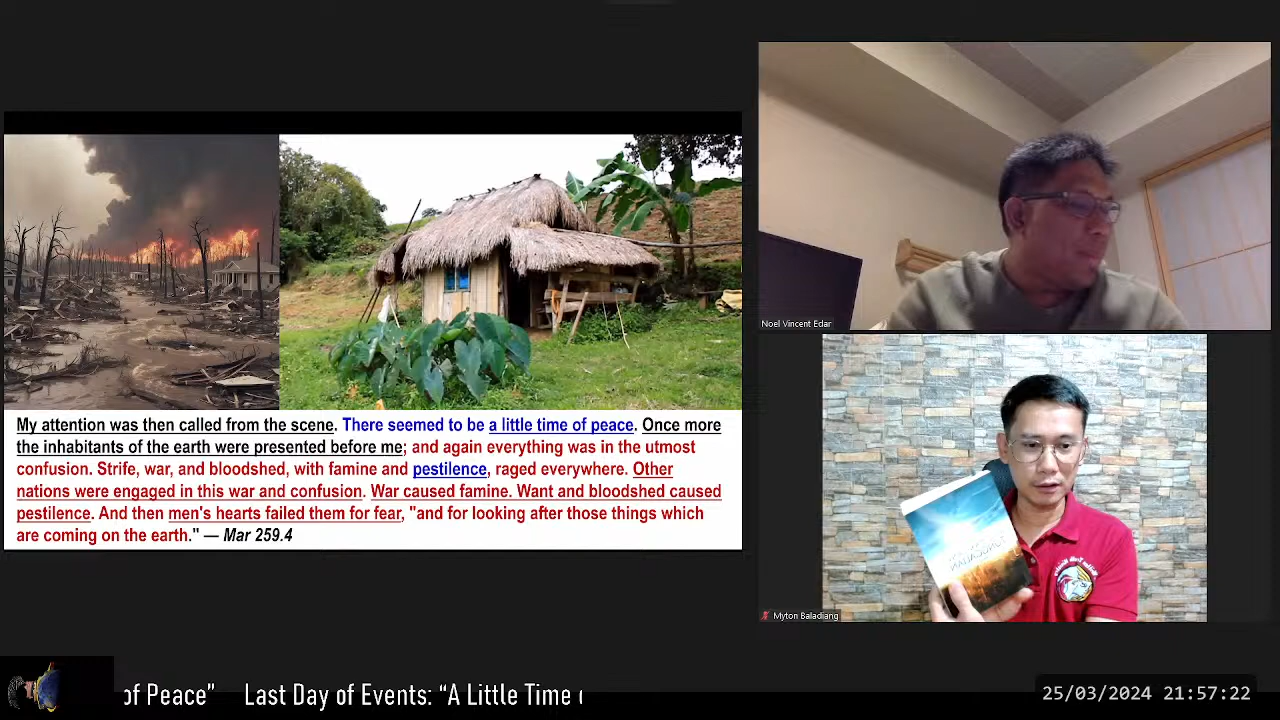 My attention was then called from the scene. There seemed to be a little time of peace. Once more
the inhabitants of the earth were presented before me; and again everything was in the utmost
confusion. Strife, war, and bloodshed, with famine and pestilence, raged everywhere. Other
nations were engaged in this war and confusion. War caused famine. Want and bloodshed caused
pestilence. And then men's hearts failed them for fear, "and for looking after those things which
are coming on the earth." — Mar 259.4
Noel Vincent Edar
Myton Baladiang
of Peace” Last Day of Events: “A Little Time
25/03/2024 21:57:22